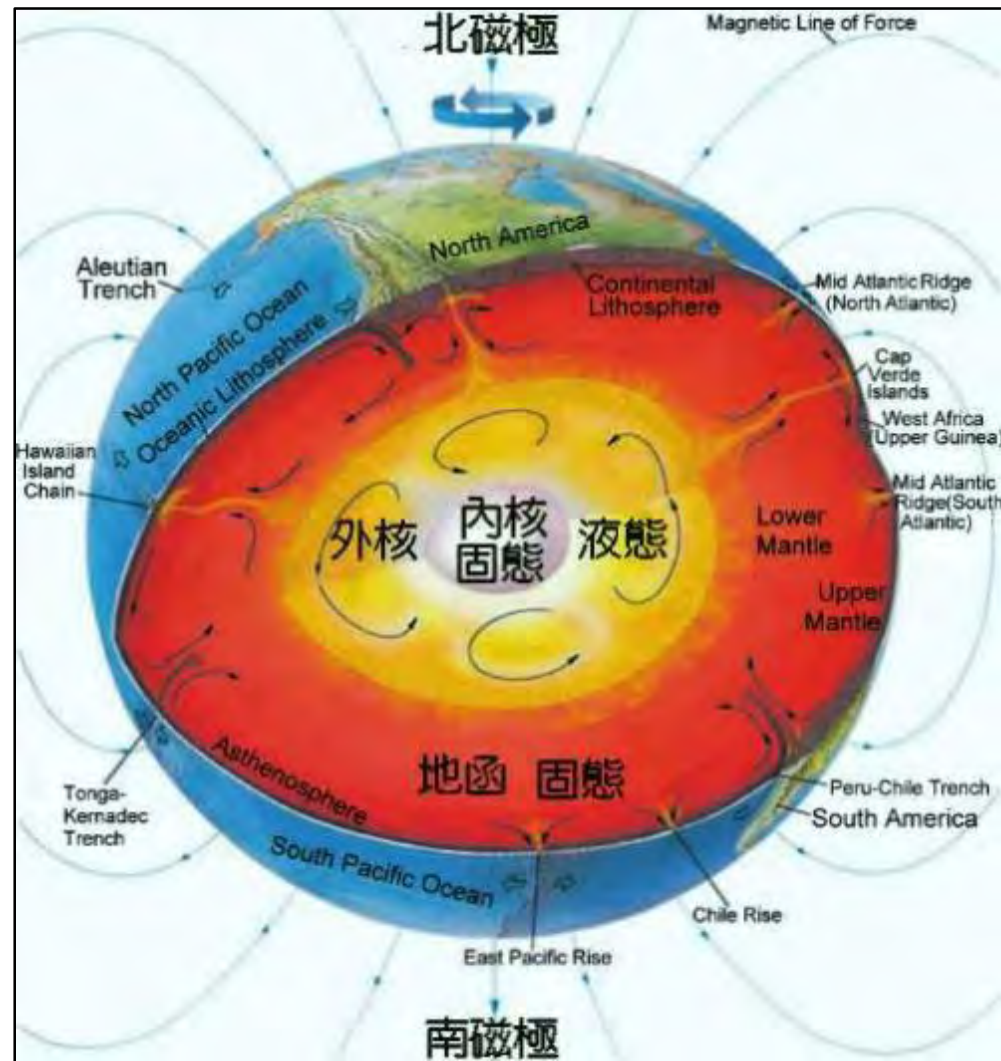 北磁極
Magnetic Line of Force
North America
Aleutian
Trench
Continental
Lithosphere
Mid Atlantic Ridge
(North Atlantic)
North Pacific Ocean
Oceanic Lithosphere
Cap
Verde
Islands
West Africa
(Upper Guinea)
Hawaiian
Island
Chain
Mid Atlantic
Ridge(South
Atlantic)
外核
內核
固態
液態
Lower
Mantle
Upper
Mantle
地函 固態
Asthenosphere
Tonga-
Kernadec
Trench
Peru-Chile Trench
South America
South Pacific Ocean
Chile Rise
East Pacific Rise
南磁極